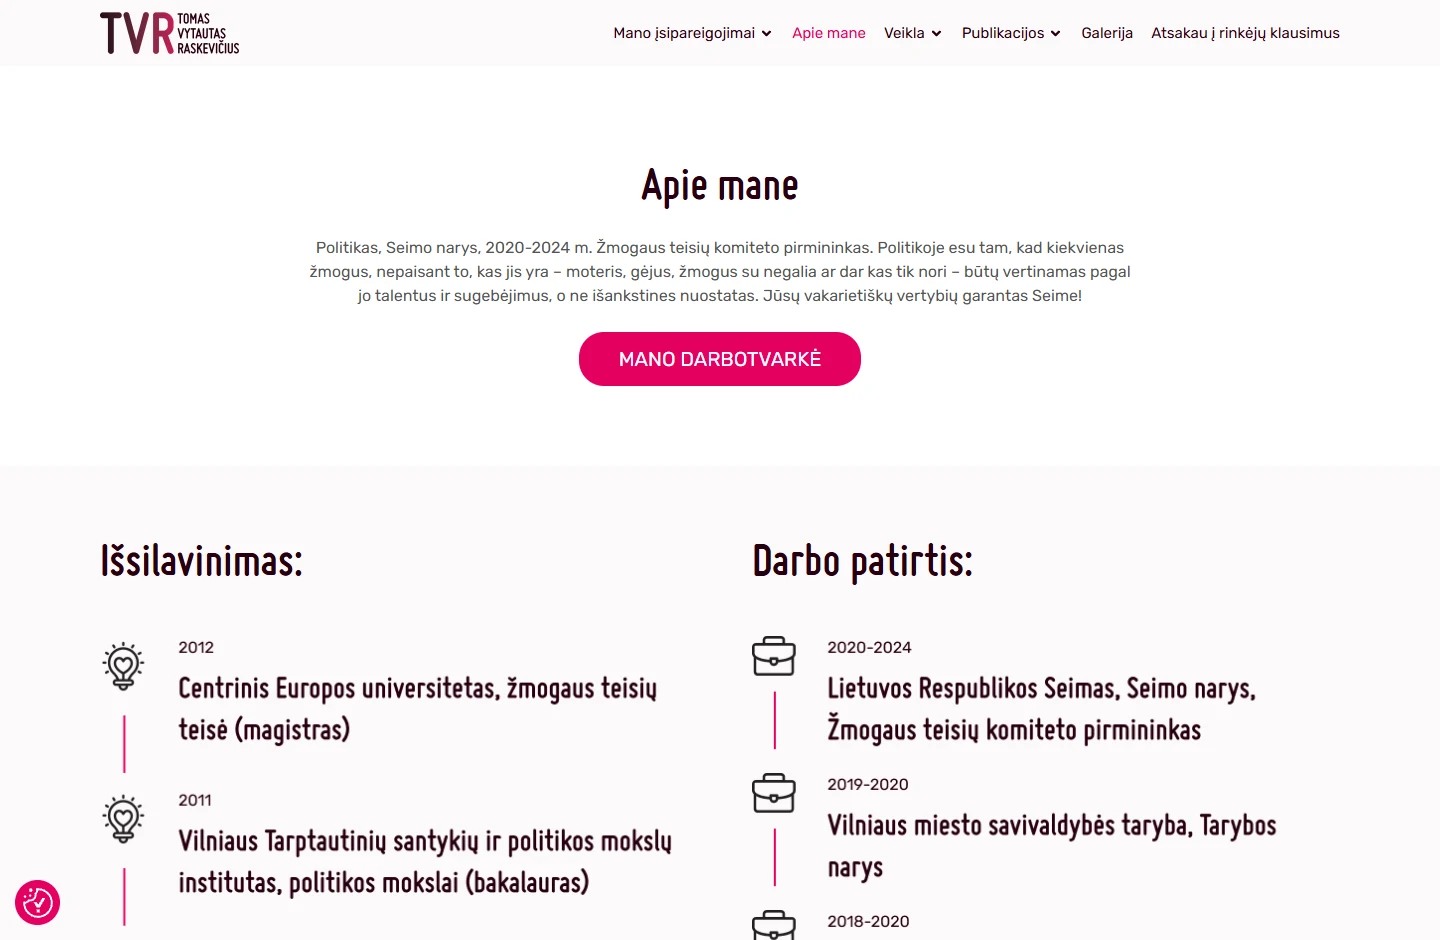 TVR
TOMAS
VYTAUTAS
RASKEVIČIUS
Mano įsipareigojimai
Apie mane
Veikla
Publikacijos
Galerija
Atsakau į rinkėjų klausimus
Apie mane
Politikas, Seimo narys, 2020-2024 m. Žmogaus teisių komiteto pirmininkas. Politikoje esu tam, kad kiekvienas
žmogus, nepaisant to, kas jis yra – moteris, gėjus, žmogus su negalia ar dar kas tik nori – būtų vertinamas pagal
jo talentus ir sugebėjimus, o ne išankstines nuostatas. Jūsų vakarietiškų vertybių garantas Seime!
MANO DARBOTVARKĖ
Išsilavinimas:
2012
Centrinis Europos universitetas, žmogaus teisių
teisė (magistras)
2011
Vilniaus Tarptautinių santykių ir politikos mokslų
institutas, politikos mokslai (bakalauras)
Darbo patirtis:
2020-2024
Lietuvos Respublikos Seimas, Seimo narys,
Žmogaus teisių komiteto pirmininkas
2019-2020
Vilniaus miesto savivaldybės taryba, Tarybos
narys
2018-2020